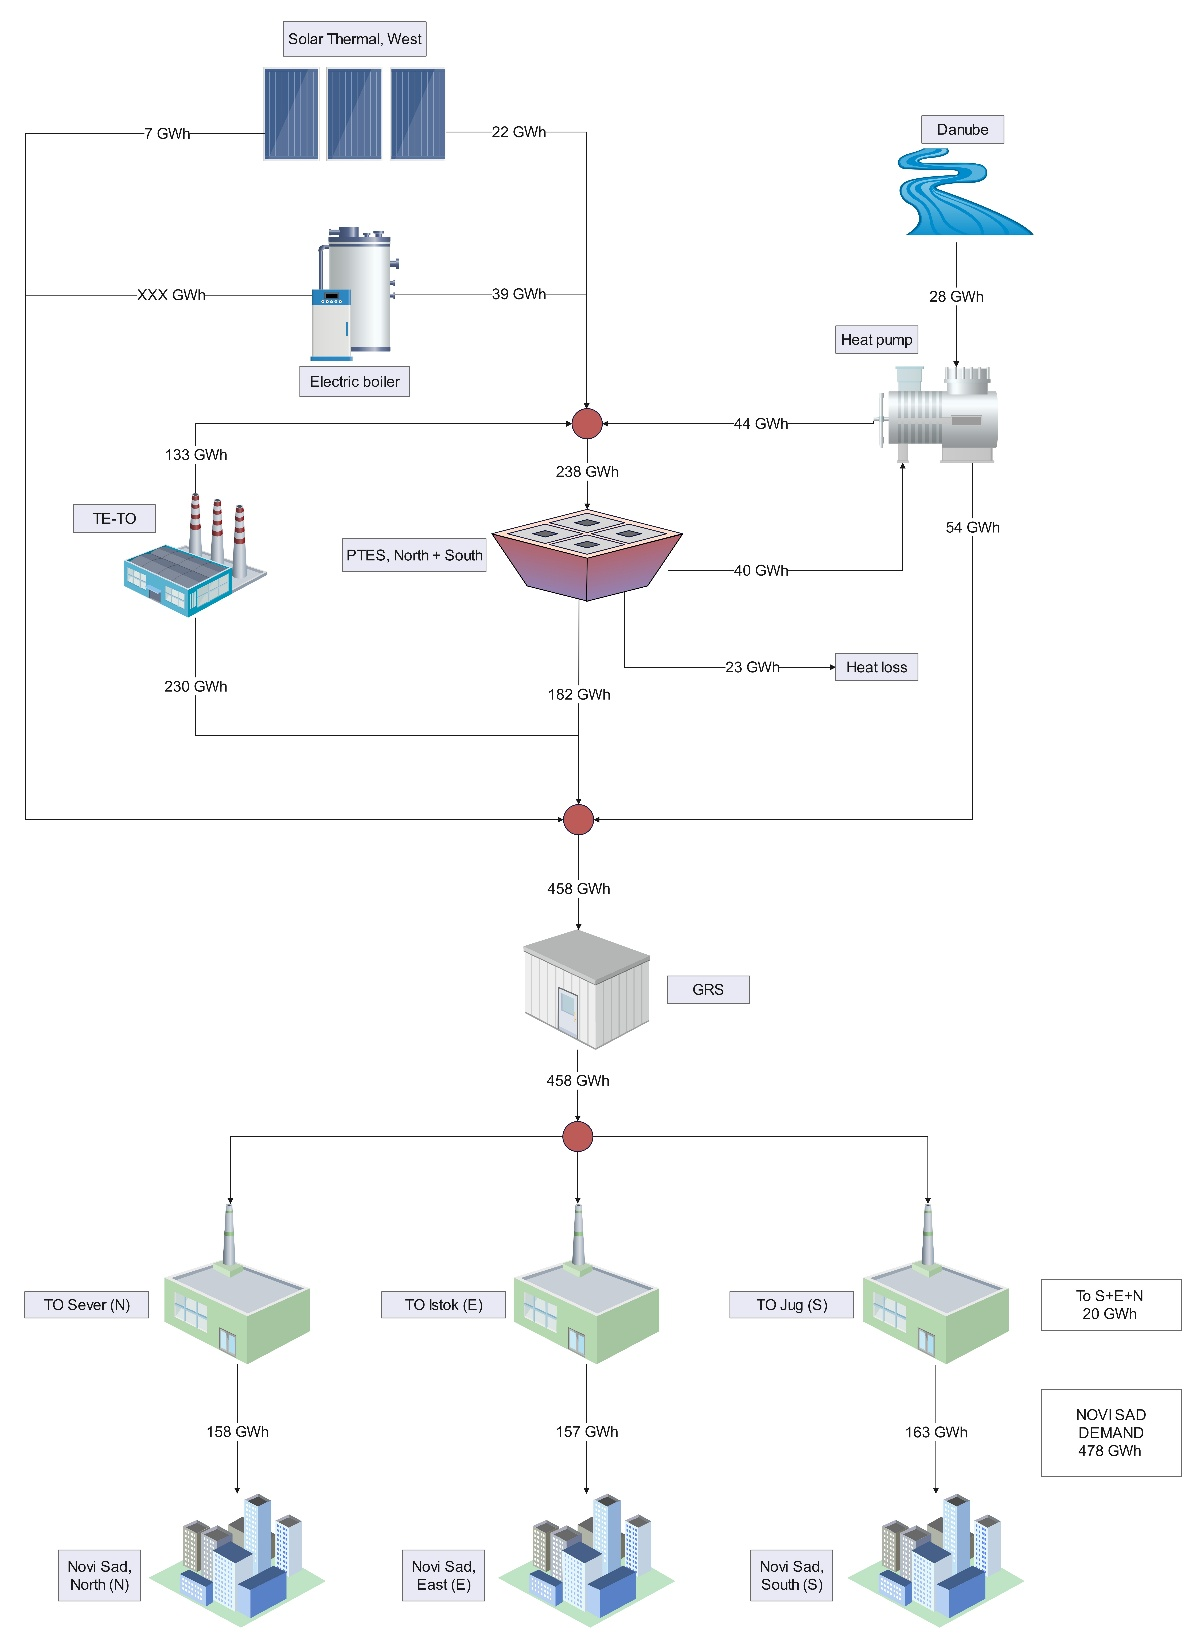 Solar Thermal, West
7 GWh
22 GWh
Danube
XXX GWh
39 GWh
28 GWh
Heat pump
Electric boiler
44 GWh
133 GWh
238 GWh
TE-TO
54 GWh
PTES, North + South
40 GWh
23 GWh
Heat loss
230 GWh
182 GWh
458 GWh
GRS
458 GWh
TO Sever (N)
TO Istok (E)
TO Jug (S)
To S+E+N
20 GWh
158 GWh
157 GWh
163 GWh
NOVI SAD
DEMAND
478 GWh
Novi Sad,
North (N)
Novi Sad,
East (E)
Novi Sad,
South (S)